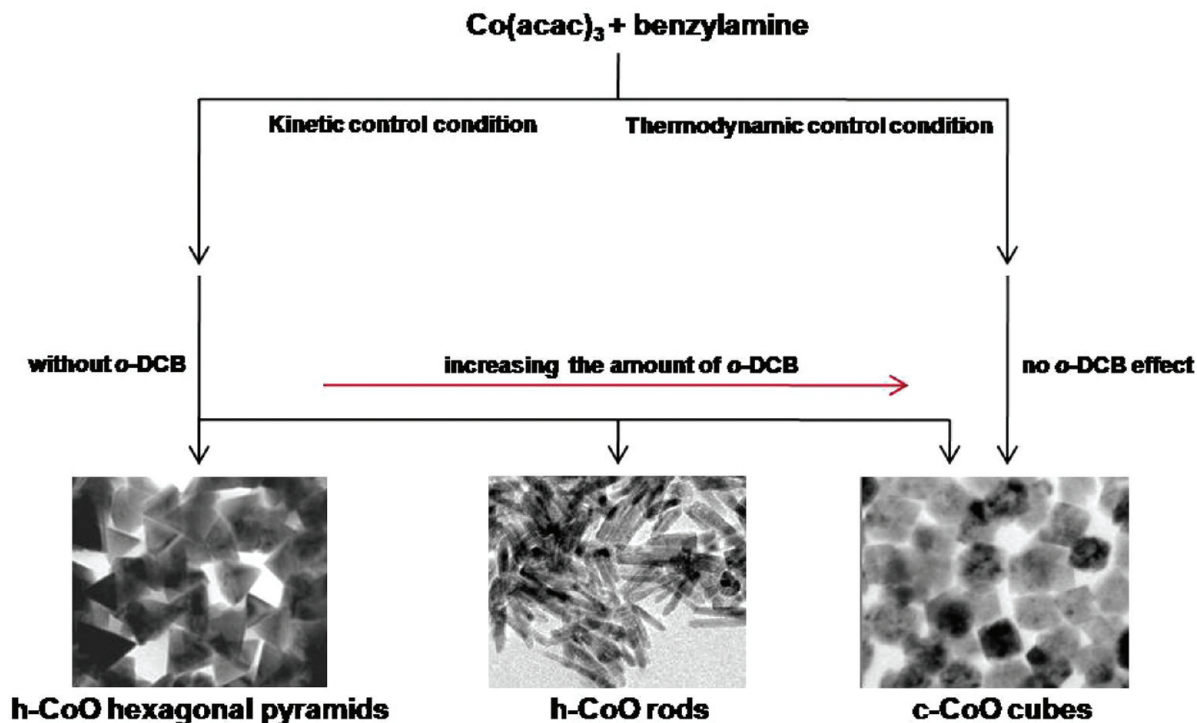 Co(acac)₃ + benzylamine
Kinetic control condition
Thermodynamic control condition
without o-DCB
increasing the amount of o-DCB
no o-DCB effect
h-CoO hexagonal pyramids
h-CoO rods
c-CoO cubes